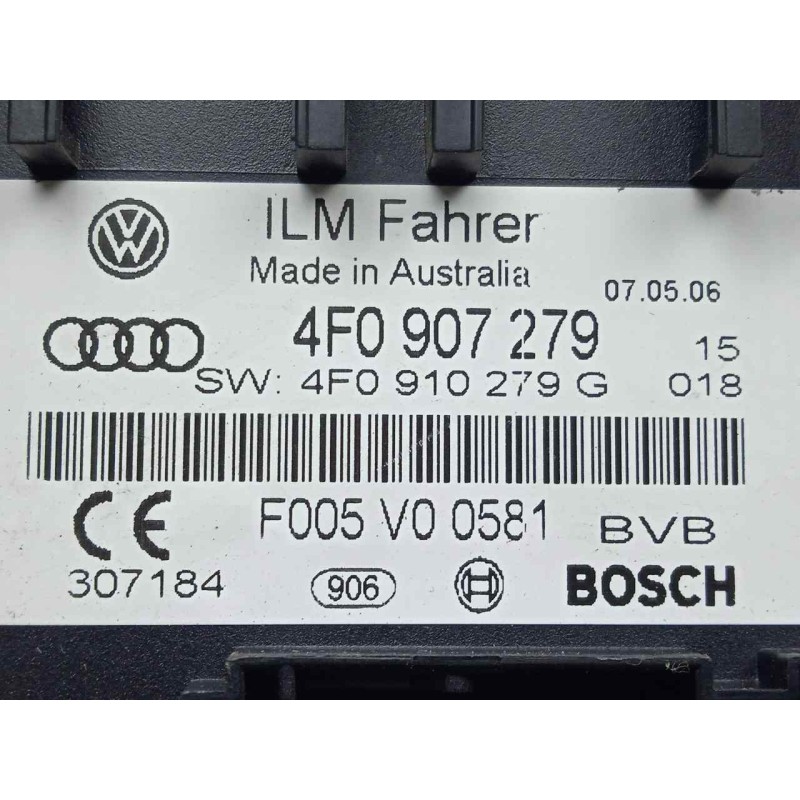 ILM Fahrer
Made in Australia 07.05.06
4F0 907 279 15
SW: 4F0 910 279 G 018
F005 V0 0581 BVB
307184 906 BOSCH